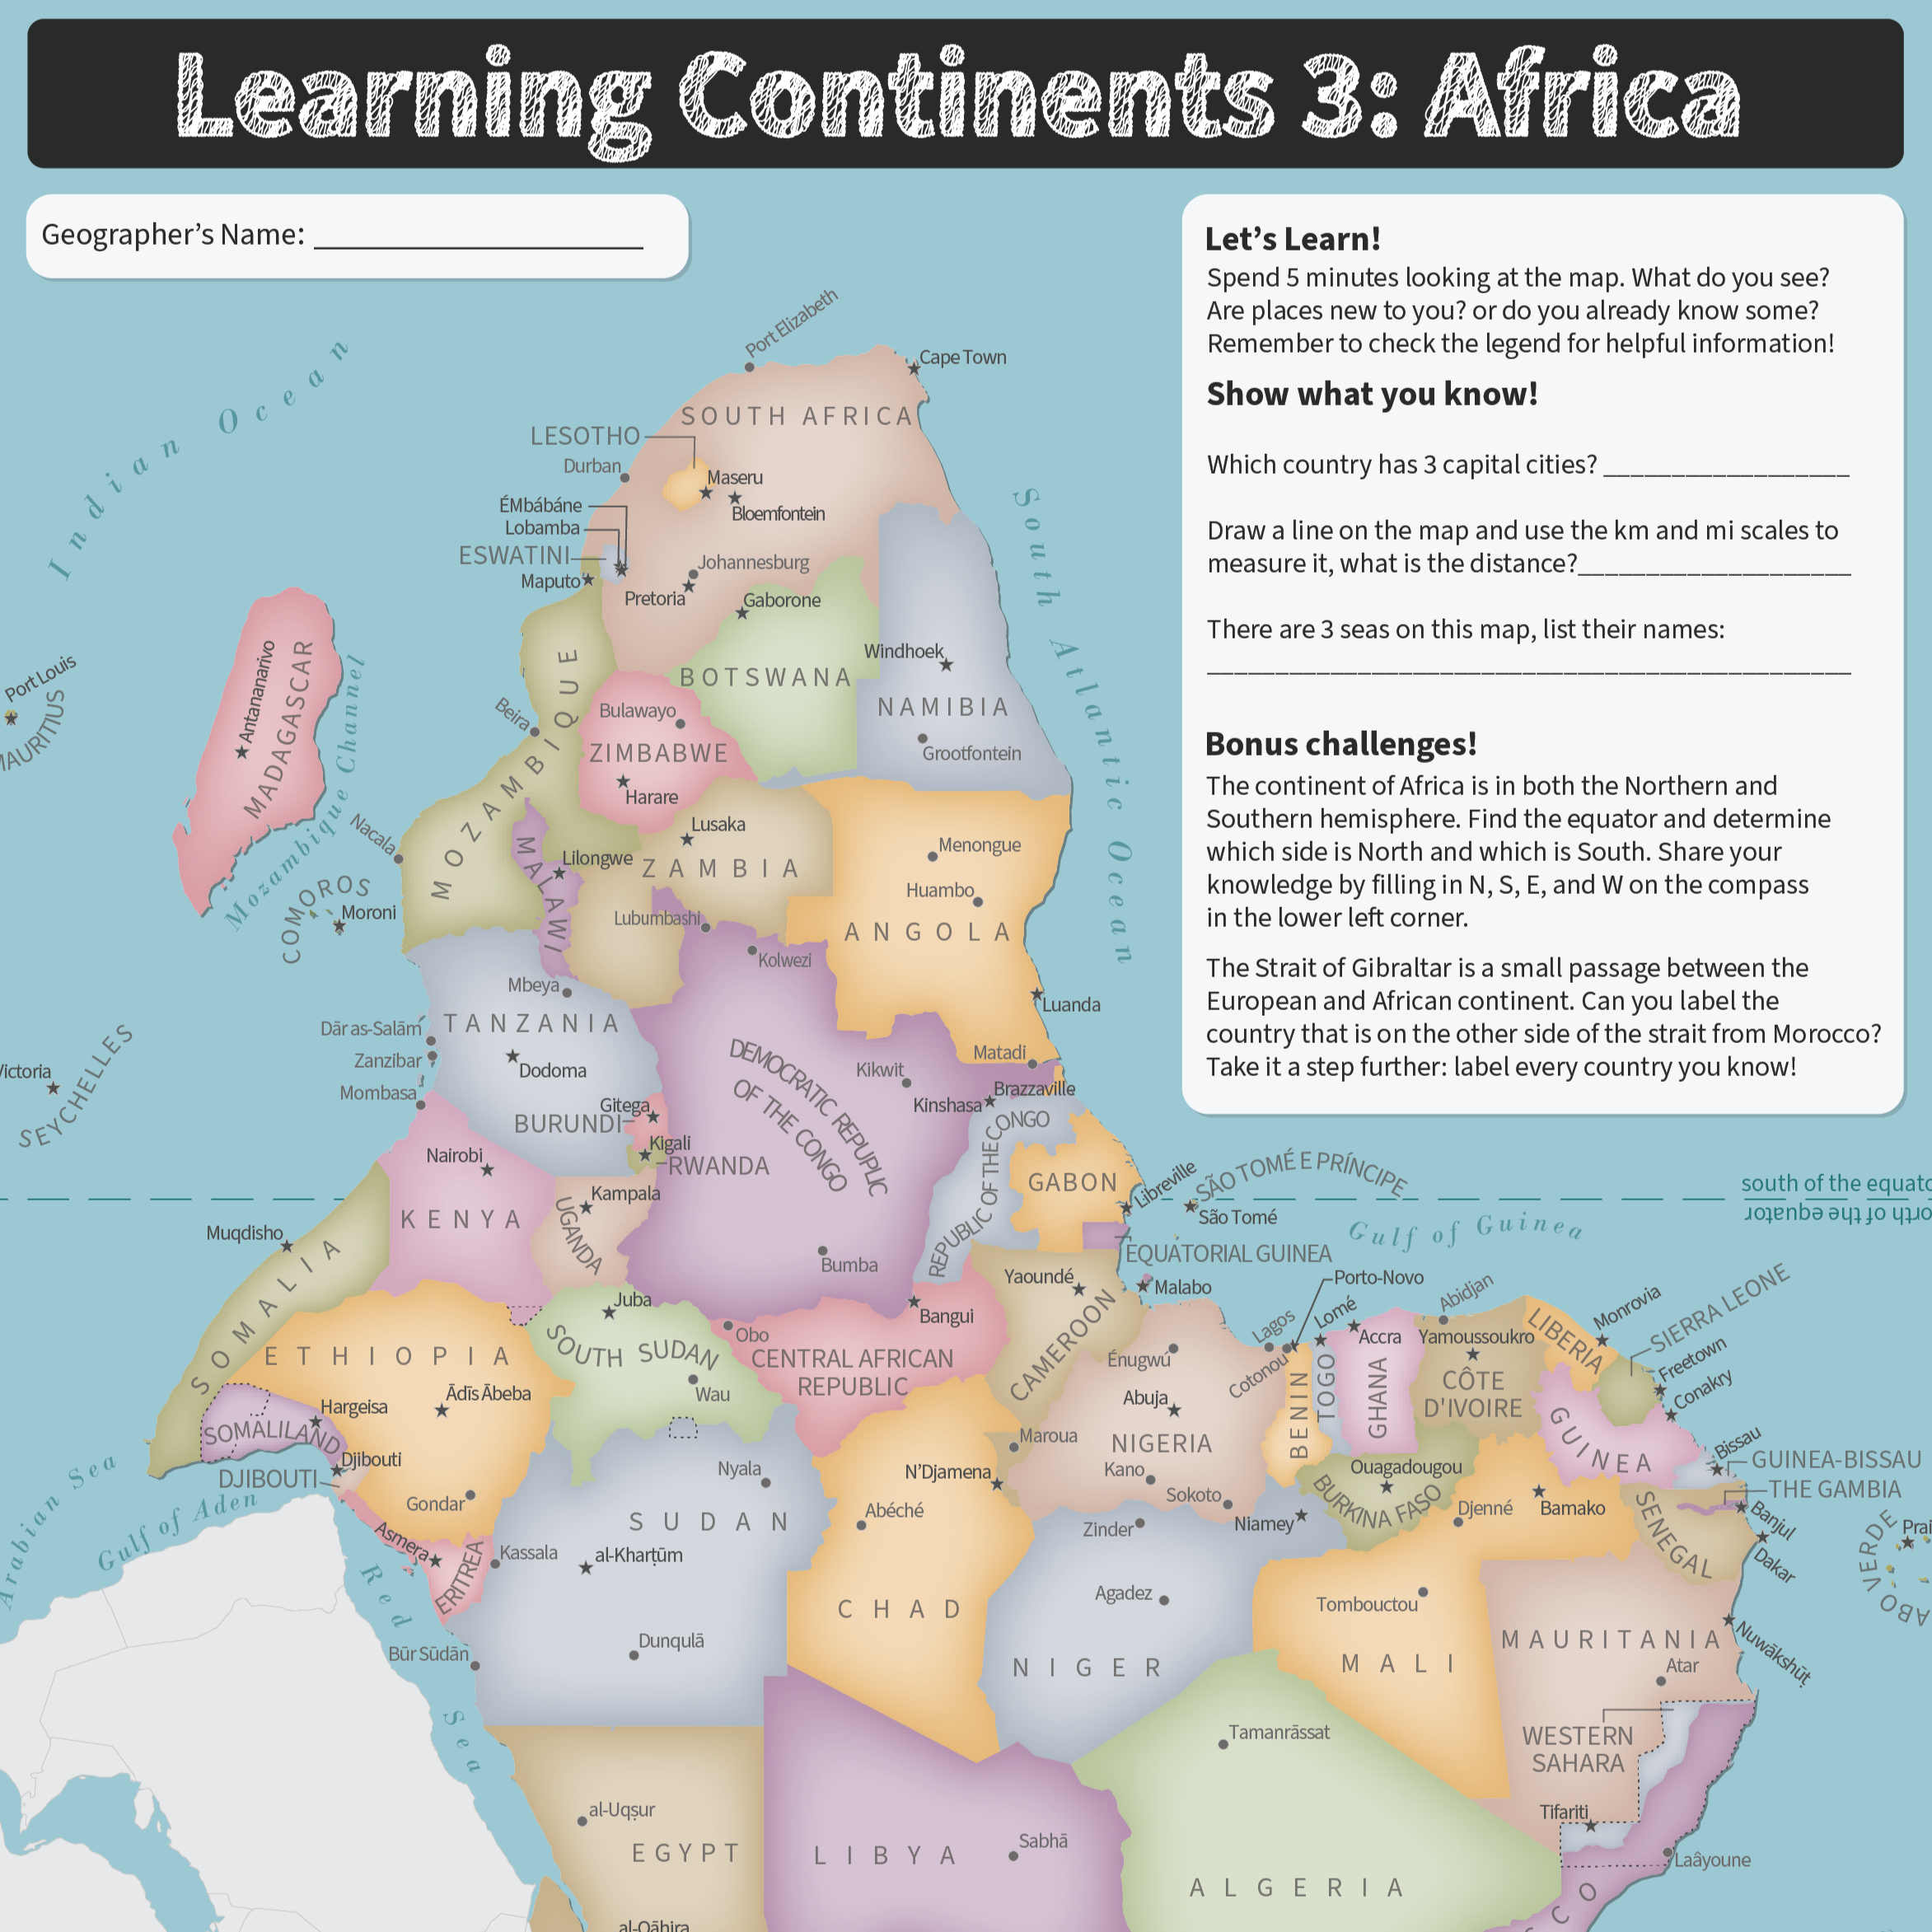 Learning Continents 3: Africa
Geographer's Name: ____________________
Let's Learn!
Spend 5 minutes looking at the map. What do you see?
Are places new to you? or do you already know some?
Remember to check the legend for helpful information!
Show what you know!
Which country has 3 capital cities? __________________
Draw a line on the map and use the km and mi scales to
measure it, what is the distance?____________________
There are 3 seas on this map, list their names:
_______________________________________________
Bonus challenges!
The continent of Africa is in both the Northern and
Southern hemisphere. Find the equator and determine
which side is North and which is South. Share your
knowledge by filling in N, S, E, and W on the compass
in the lower left corner.
The Strait of Gibraltar is a small passage between the
European and African continent. Can you label the
country that is on the other side of the strait from Morocco?
Take it a step further: label every country you know!
Indian Ocean
Port Elizabeth
Cape Town
SOUTH AFRICA
LESOTHO
Durban
Maseru
Bloemfontein
ÉMbábáne
Lobamba
ESWATINI
Maputo
Johannesburg
Pretoria
Gaborone
South Atlantic Ocean
Port Louis
MAURITIUS
Antananarivo
MADAGASCAR
Mozambique Channel
MOZAMBIQUE
Beira
BOTSWANA
Windhoek
NAMIBIA
Grootfontein
Bulawayo
ZIMBABWE
Harare
Nacala
MALAWI
Lilongwe
Lusaka
ZAMBIA
Menongue
Huambo
ANGOLA
COMOROS
Moroni
Lubumbashi
Kolwezi
Mbeya
TANZANIA
Luanda
Dār as-Salām
Zanzibar
Mombasa
Dodoma
Victoria
SEYCHELLES
DEMOCRATIC REPUPLIC
OF THE CONGO
Kikwit
Matadi
Kinshasa
Brazzaville
Gitega
BURUNDI
Kigali
RWANDA
REPUBLIC OF THE CONGO
GABON
Libreville
SÃO TOMÉ E PRÍNCIPE
São Tomé
Nairobi
KENYA
Kampala
UGANDA
south of the equato
orth of the equator
Gulf of Guinea
Muqdisho
SOMALIA
Bumba
EQUATORIAL GUINEA
Malabo
Yaoundé
CAMEROON
Juba
SOUTH SUDAN
Wau
Obo
Bangui
CENTRAL AFRICAN
REPUBLIC
ETHIOPIA
Ādīs Ābeba
Hargeisa
SOMALILAND
Djibouti
DJIBOUTI
Gondar
Porto-Novo
Lagos
Cotonou
Lomé
Accra
Abidjan
Yamoussoukro
Monrovia
LIBERIA
SIERRA LEONE
Freetown
Conakry
Énugwú
Abuja
NIGERIA
Kano
Sokoto
BENIN
TOGO
GHANA
CÔTE
D'IVOIRE
GUINEA
Bissau
GUINEA-BISSAU
THE GAMBIA
Banjul
Maroua
N'Djamena
Abéché
Ouagadougou
BURKINA FASO
Djenné
Bamako
SENEGAL
Dakar
ABO VERDE
Prai
Arabian Sea
Gulf of Aden
Red Sea
Asmera
ERITREA
Kassala
Nyala
SUDAN
al-Kharṭūm
Zinder
Niamey
Agadez
CHAD
NIGER
Tombouctou
MALI
MAURITANIA
Nuwākshūṭ
Atar
Būr Sūdān
Dunqulā
Tamanrāssat
WESTERN
SAHARA
Tifariti
Laâyoune
al-Uqṣur
EGYPT
LIBYA
Sabhā
ALGERIA
CO
al-Qāhira